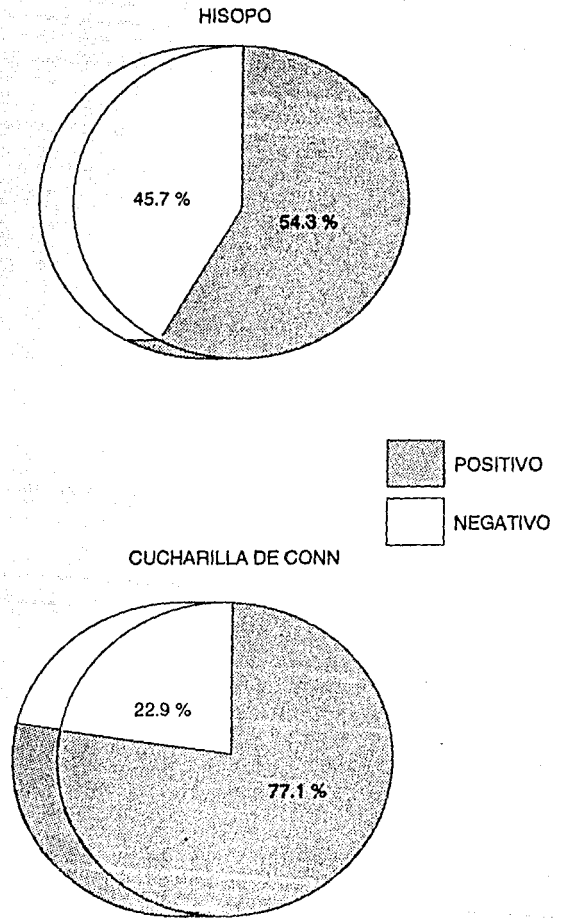 HISOPO
45.7 %
54.3 %
POSITIVO
NEGATIVO
CUCHARILLA DE CONN
22.9 %
77.1 %